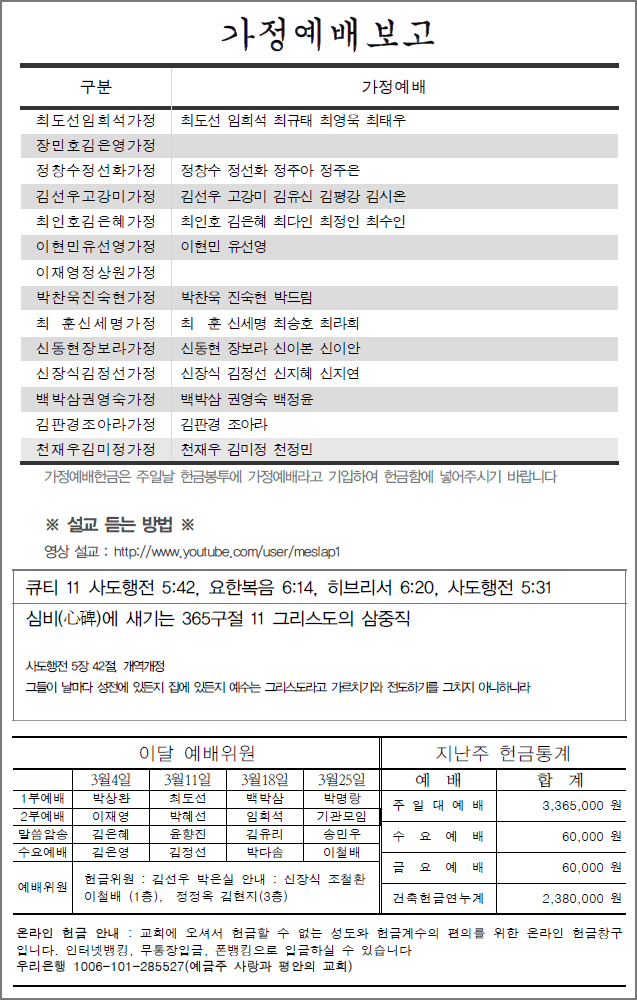 가정예배보고
구분 가정예배
최도선임희석가정 최도선 임희석 최규태 최영욱 최태우
장민호김은영가정
정창수정선화가정 정창수 정선화 정주아 정주은
김선우고강미가정 김선우 고강미 김유신 김평강 김시온
최인호김은혜가정 최인호 김은혜 최다인 최정인 최수인
이현민유선영가정 이현민 유선영
이재영정상원가정
박찬욱진숙현가정 박찬욱 진숙현 박드림
최 훈신세명가정 최 훈 신세명 최승호 최라희
신동현장보라가정 신동현 장보라 신이본 신이안
신장식김정선가정 신장식 김정선 신지혜 신지연
백박삼권영숙가정 백박삼 권영숙 백정윤
김판경조아라가정 김판경 조아라
천재우김미정가정 천재우 김미정 천정민
가정예배헌금은 주일날 헌금봉투에 가정예배라고 기입하여 헌금함에 넣어주시기 바랍니다
※ 설교 듣는 방법 ※
영상 설교 : http://www.youtube.com/user/meslap1
큐티 11 사도행전 5:42, 요한복음 6:14, 히브리서 6:20, 사도행전 5:31
심비(心碑)에 새기는 365구절 11 그리스도의 삼중직
사도행전 5장 42절, 개역개정
그들이 날마다 성전에 있든지 집에 있든지 예수는 그리스도라고 가르치기와 전도하기를 그치지 아니하니라
이달 예배위원
3월4일 3월11일 3월18일 3월25일
1부예배 박상완 최도선 백박삼 박명랑
2부예배 이재영 박혜선 임희석 기관모임
말씀암송 김은혜 윤향진 김유리 송민우
수요예배 김은영 김정선 박다솜 이철배
예배위원 헌금위원 : 김선우 박은실 안내 : 신장식 조철환
이철배 (1층), 정정옥 김현지(3층)
지난주 헌금통계
예 배 합 계
주 일 대 예 배 3,365,000 원
수 요 예 배 60,000 원
금 요 예 배 60,000 원
건축헌금연누계 2,380,000 원
온라인 헌금 안내 : 교회에 오셔서 헌금할 수 없는 성도와 헌금계수의 편의를 위한 온라인 헌금창구
입니다. 인터넷뱅킹, 무통장입금, 폰뱅킹으로 입금하실 수 있습니다
우리은행 1006-101-285527(예금주 사랑과 평안의 교회)